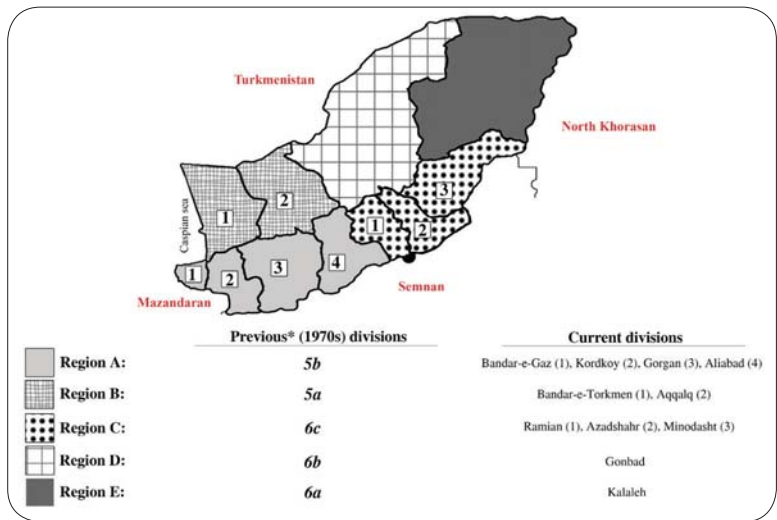 Turkmenistan
North Khorasan
3
2
1
1
2
Caspian sea
4
3
1
2
Semnan
Mazandaran
Previous* (1970s) divisions Current divisions
Region A: 5b Bandar-e-Gaz (1), Kordkoy (2), Gorgan (3), Aliabad (4)
Region B: 5a Bandar-e-Torkmen (1), Aqqalq (2)
Region C: 6c Ramian (1), Azadshahr (2), Minodasht (3)
Region D: 6b Gonbad
Region E: 6a Kalaleh